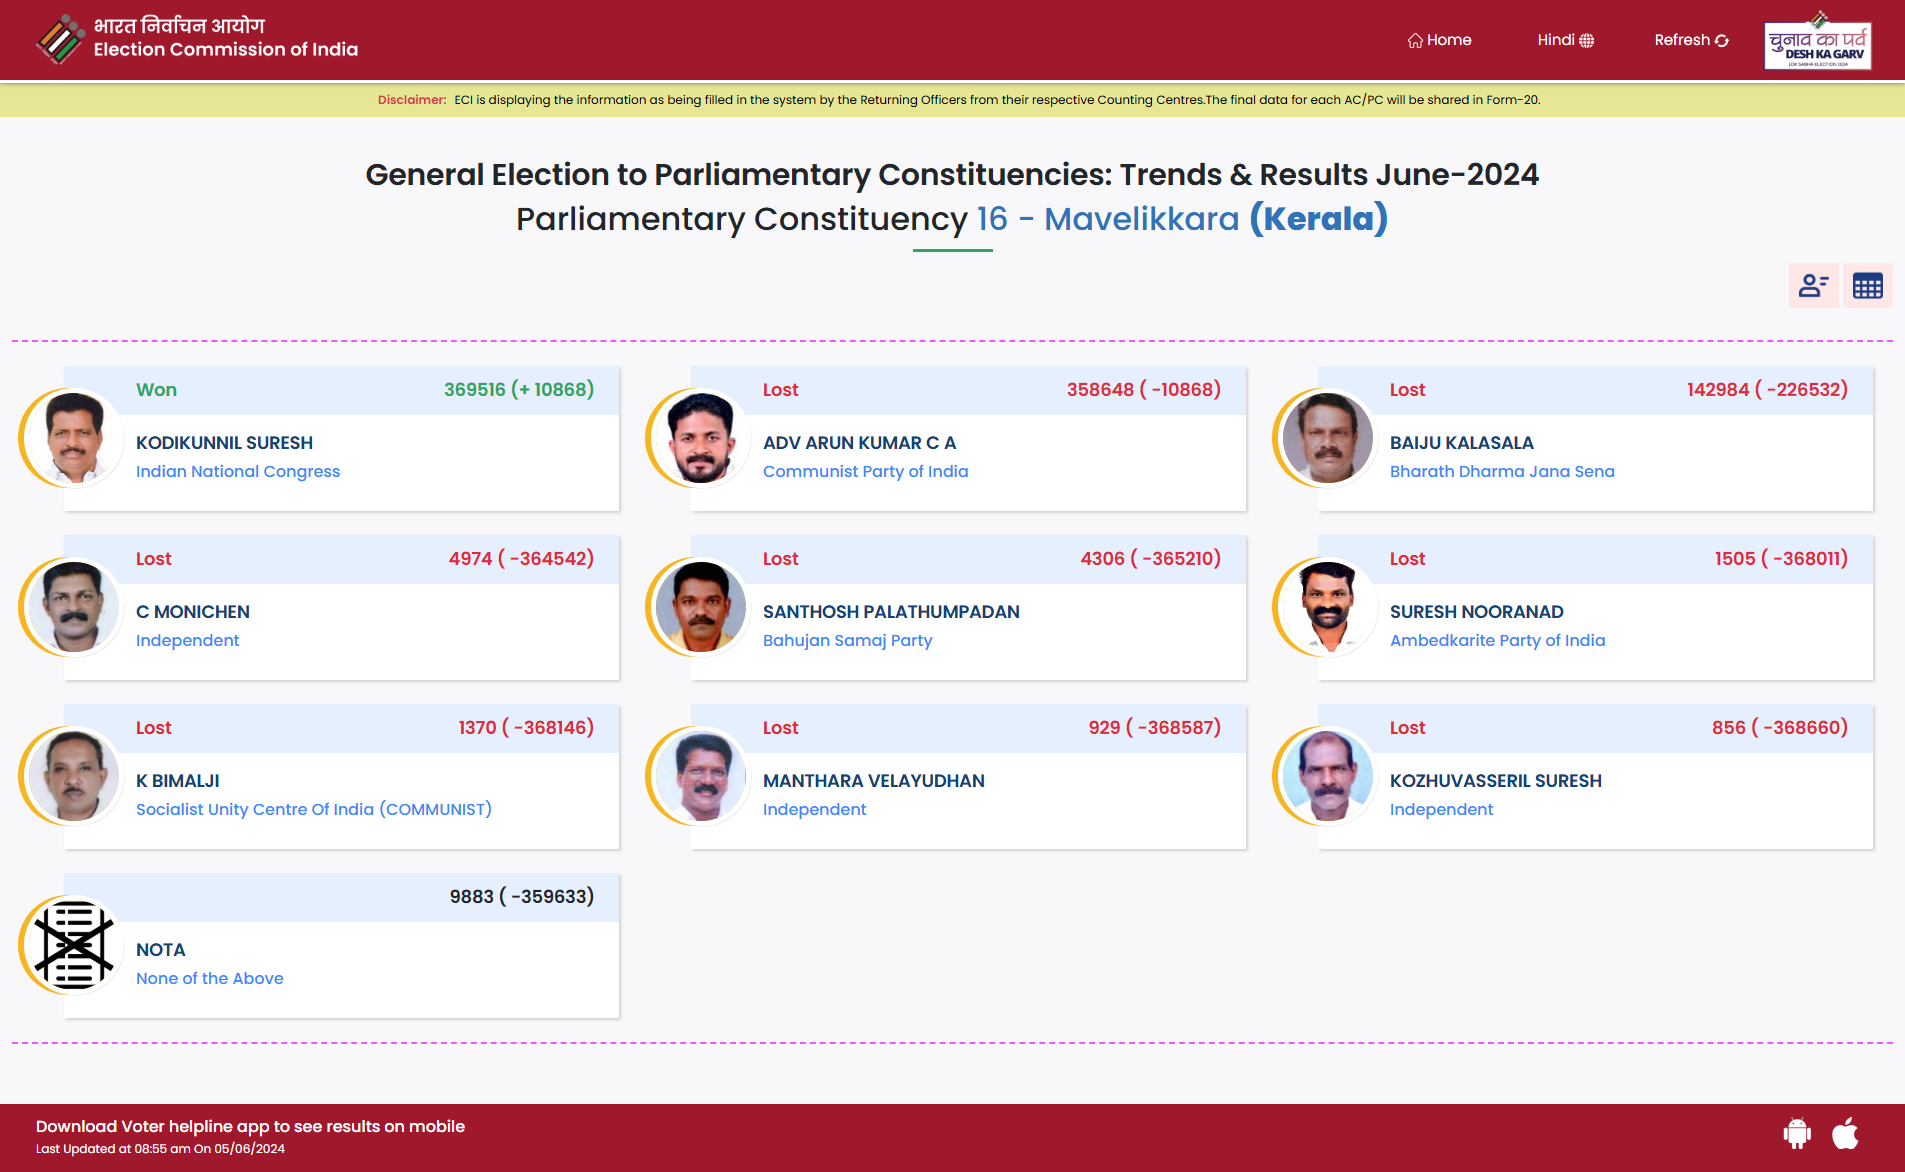 भारत निर्वाचन आयोग
Election Commission of India
Home
Hindi
Refresh
चुनाव का पर्व
DESH KA GARV
LOK SABHA ELECTION 2024
Disclaimer: ECI is displaying the information as being filled in the system by the Returning Officers from their respective Counting Centres.The final data for each AC/PC will be shared in Form-20.
General Election to Parliamentary Constituencies: Trends & Results June-2024
Parliamentary Constituency 16 - Mavelikkara (Kerala)
Won 369516 (+ 10868)
KODIKUNNIL SURESH
Indian National Congress
Lost 358648 ( -10868)
ADV ARUN KUMAR C A
Communist Party of India
Lost 142984 ( -226532)
BAIJU KALASALA
Bharath Dharma Jana Sena
Lost 4974 ( -364542)
C MONICHEN
Independent
Lost 4306 ( -365210)
SANTHOSH PALATHUMPADAN
Bahujan Samaj Party
Lost 1505 ( -368011)
SURESH NOORANAD
Ambedkarite Party of India
Lost 1370 ( -368146)
K BIMALJI
Socialist Unity Centre Of India (COMMUNIST)
Lost 929 ( -368587)
MANTHARA VELAYUDHAN
Independent
Lost 856 ( -368660)
KOZHUVASSERIL SURESH
Independent
9883 ( -359633)
NOTA
None of the Above
Download Voter helpline app to see results on mobile
Last Updated at 08:55 am On 05/06/2024